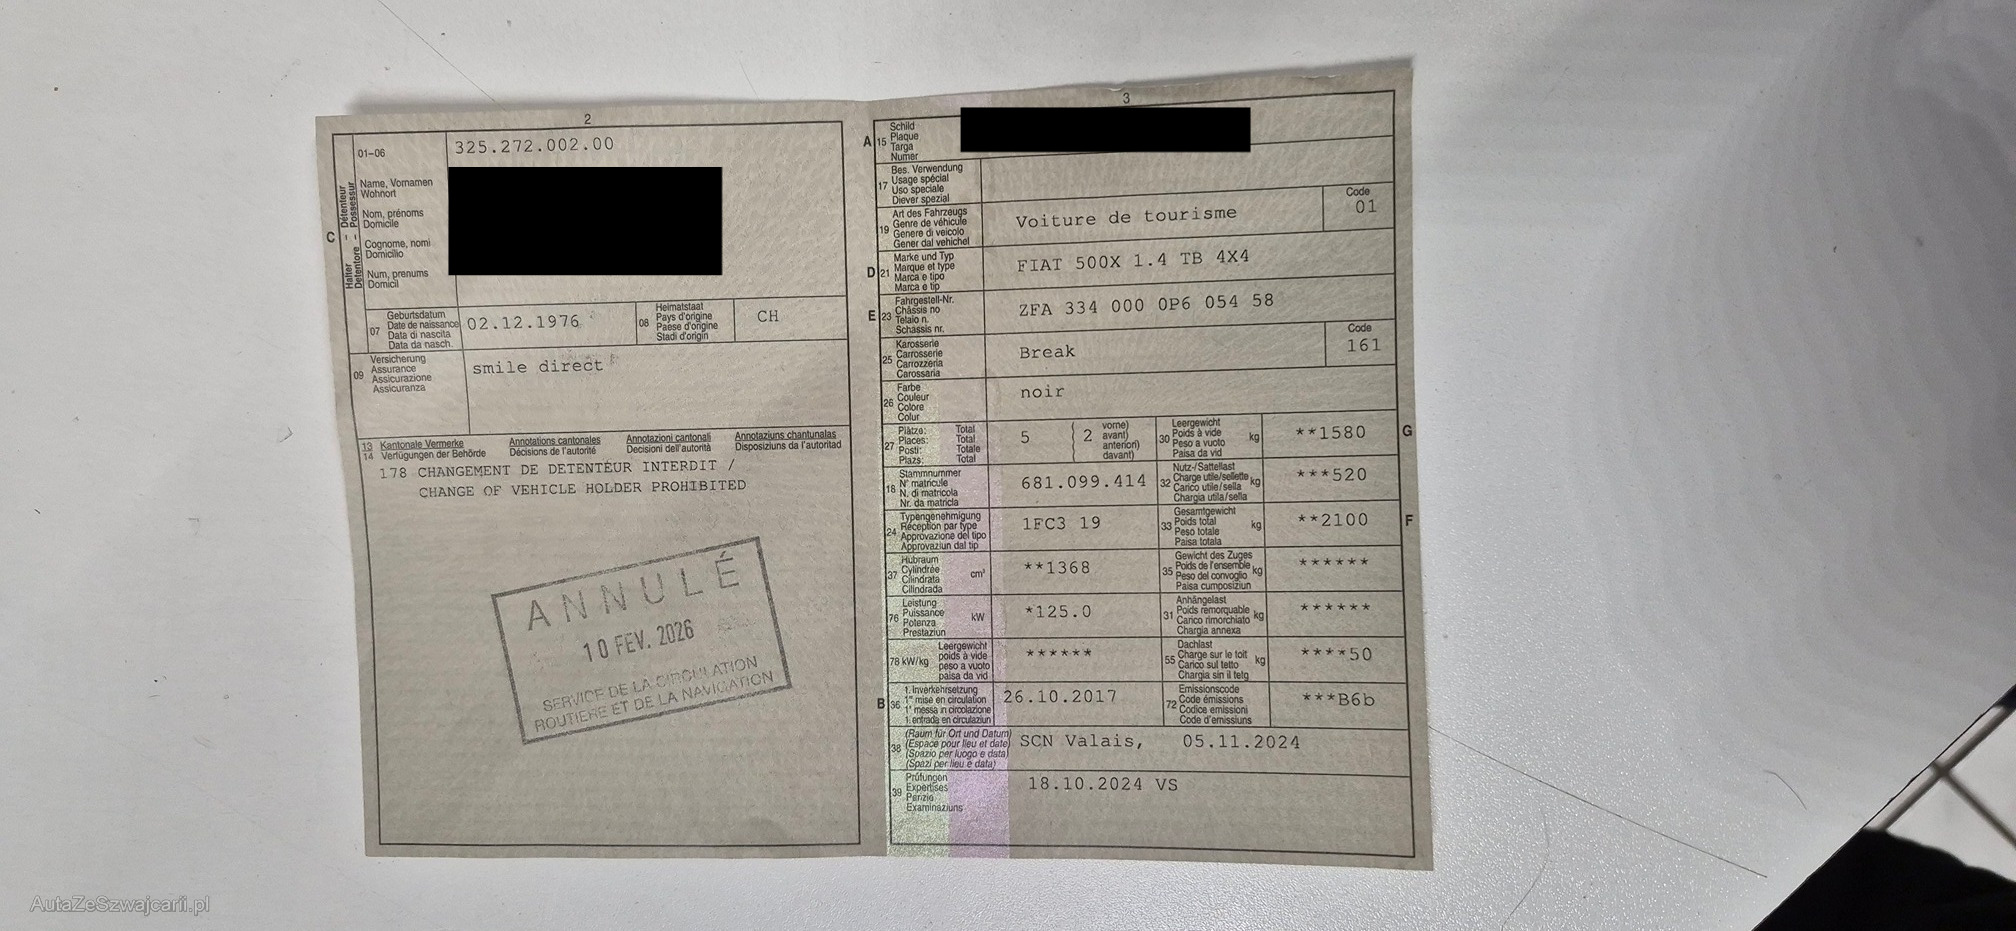 2
01-06
325.272.002.00
C
Halter - Détenteur
Detentore - Possessur
Name, Vornamen
Wohnort
Nom, prénoms
Domicile
Cognome, nomi
Domicilio
Num, prenums
Domicil
07
Geburtsdatum
Date de naissance
Data di nascita
Data da nasch.
02.12.1976
08
Heimatstaat
Pays d'origine
Paese d'origine
Stadi d'origin
CH
09
Versicherung
Assurance
Assicurazione
Assicuranza
smile direct
13 Kantonale Vermerke Annotations cantonales Annotazioni cantonali Annotaziuns chantunalas
14 Verfügungen der Behörde Décisions de l'autorité Decisioni dell'autorità Disposiziuns da l'autoritad
178 CHANGEMENT DE DETENTEUR INTERDIT /
CHANGE OF VEHICLE HOLDER PROHIBITED
ANNULÉ
10 FEV. 2026
SERVICE DE LA CIRCULATION
ROUTIERE ET DE LA NAVIGATION
3
A 15
Schild
Plaque
Targa
Numer
17
Bes. Verwendung
Usage spécial
Uso speciale
Diever spezial
19
Art des Fahrzeugs
Genre de véhicule
Genere di veicolo
Gener dal vehichel
Voiture de tourisme
Code
01
D 21
Marke und Typ
Marque et type
Marca e tipo
Marca e tip
FIAT 500X 1.4 TB 4X4
E 23
Fahrgestell-Nr.
Châssis no
Telaio n.
Schassis nr.
ZFA 334 000 0P6 054 58
25
Karosserie
Carrosserie
Carrozzeria
Carossaria
Break
Code
161
26
Farbe
Couleur
Colore
Colur
noir
27
Plätze: Total
Places: Total
Posti: Totale
Plazs: Total
5
( 2
vorne)
avant)
anteriori)
davant)
30
Leergewicht
Poids à vide
Peso a vuoto
Paisa da vid
kg
**1580
G
18
Stammnummer
N° matricule
N. di matricola
Nr. da matricla
681.099.414
32
Nutz-/Sattellast
Charge utile/sellette
Carico utile/sella
Chargia utila/sella
kg
***520
24
Typengenehmigung
Réception par type
Approvazione del tipo
Approvaziun dal tip
1FC3 19
33
Gesamtgewicht
Poids total
Peso totale
Paisa totala
kg
**2100
F
37
Hubraum
Cylindrée
Cilindrata
Cilindrada
cm³
**1368
35
Gewicht des Zuges
Poids de l'ensemble
Peso del convoglio
Paisa cumposiziun
kg
******
76
Leistung
Puissance
Potenza
Prestaziun
kW
*125.0
31
Anhängelast
Poids remorquable
Carico rimorchiato
Chargia annexa
kg
******
78 kW/kg
Leergewicht
poids à vide
peso a vuoto
paisa da vid
******
55
Dachlast
Charge sur le toit
Carico sul tetto
Chargia sin il tetg
kg
****50
B 36
1. Inverkehrsetzung
1re mise en circulation
1a messa in circolazione
1. entrada en circulaziun
26.10.2017
72
Emissionscode
Code émissions
Codice emissioni
Code d'emissiuns
***B6b
38
(Raum für Ort und Datum)
(Espace pour lieu et date)
(Spazio per luogo e data)
(Spazi per lieu e data)
SCN Valais, 05.11.2024
39
Prüfungen
Expertises
Perizie
Examinaziuns
18.10.2024 VS
AutaZeSzwajcarii.pl